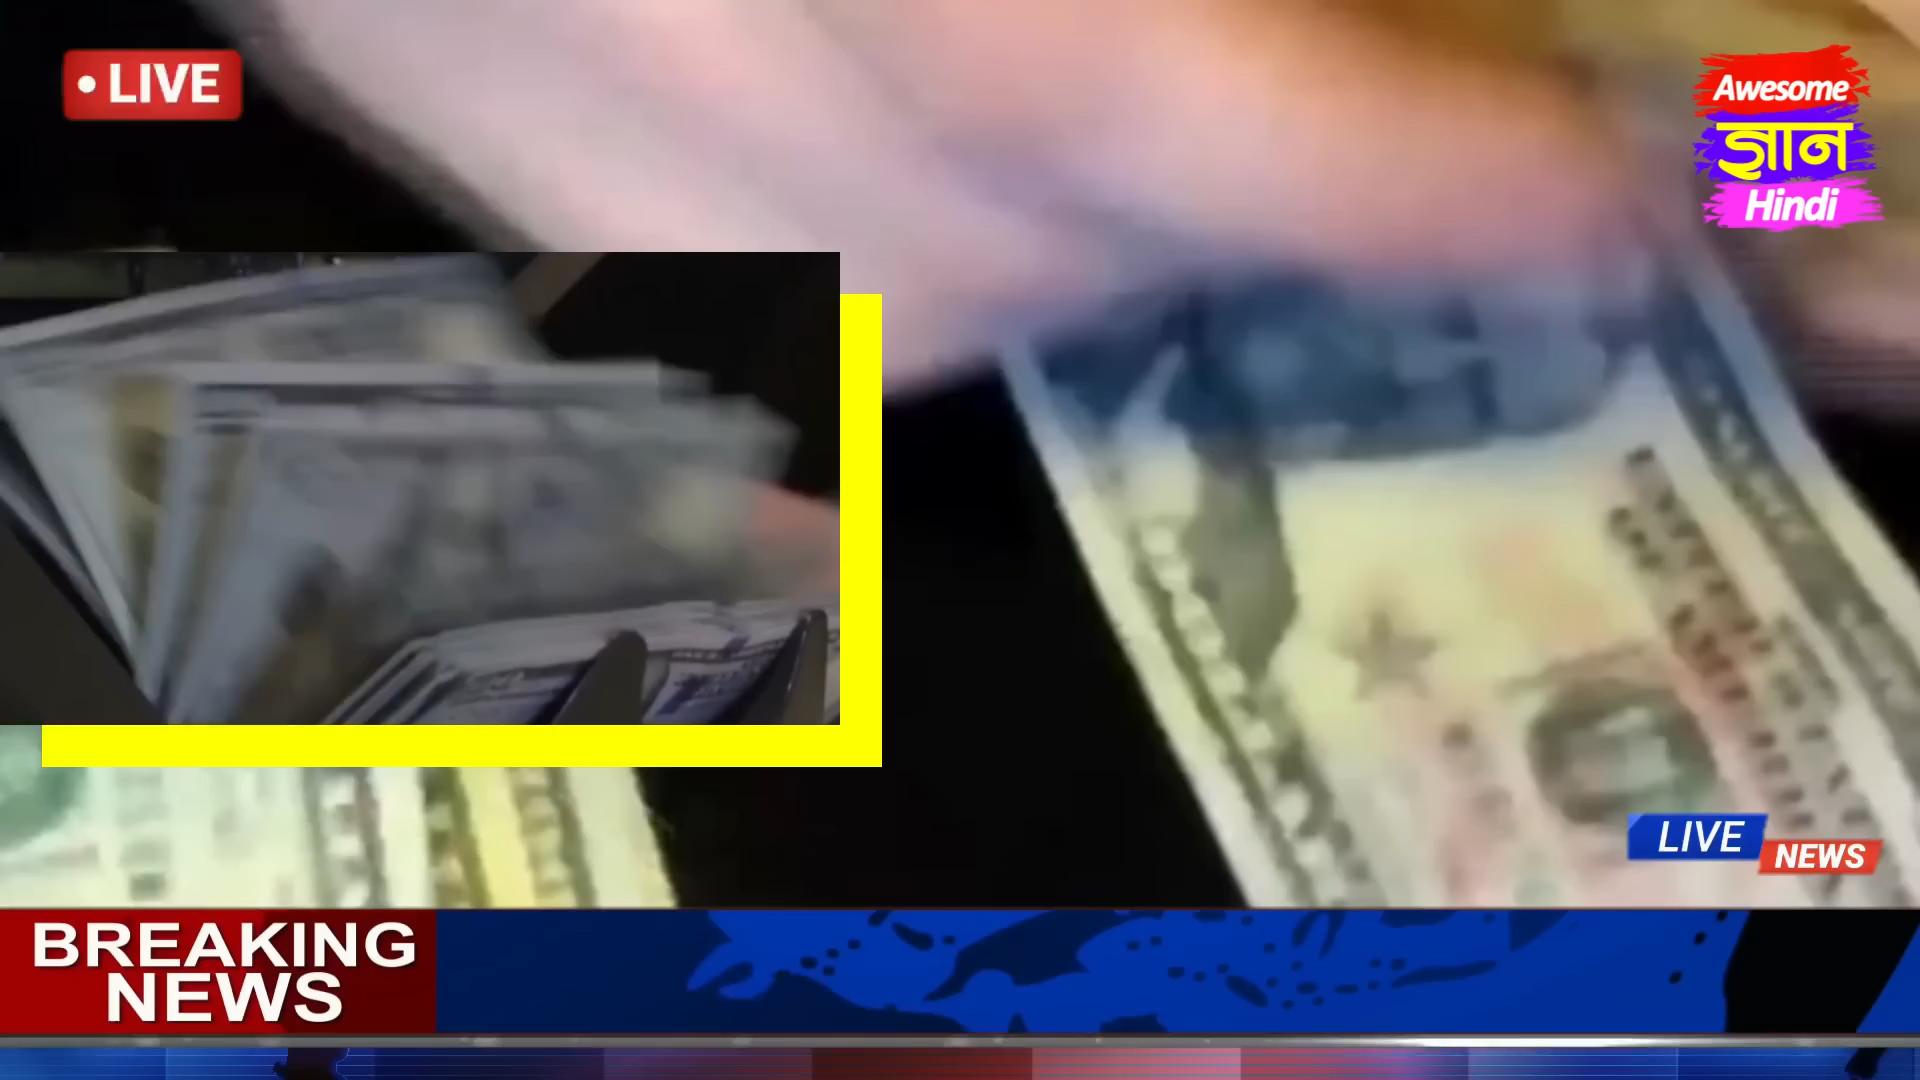 • LIVE
Awesome
ज्ञान
Hindi
LIVE
NEWS
BREAKING
NEWS